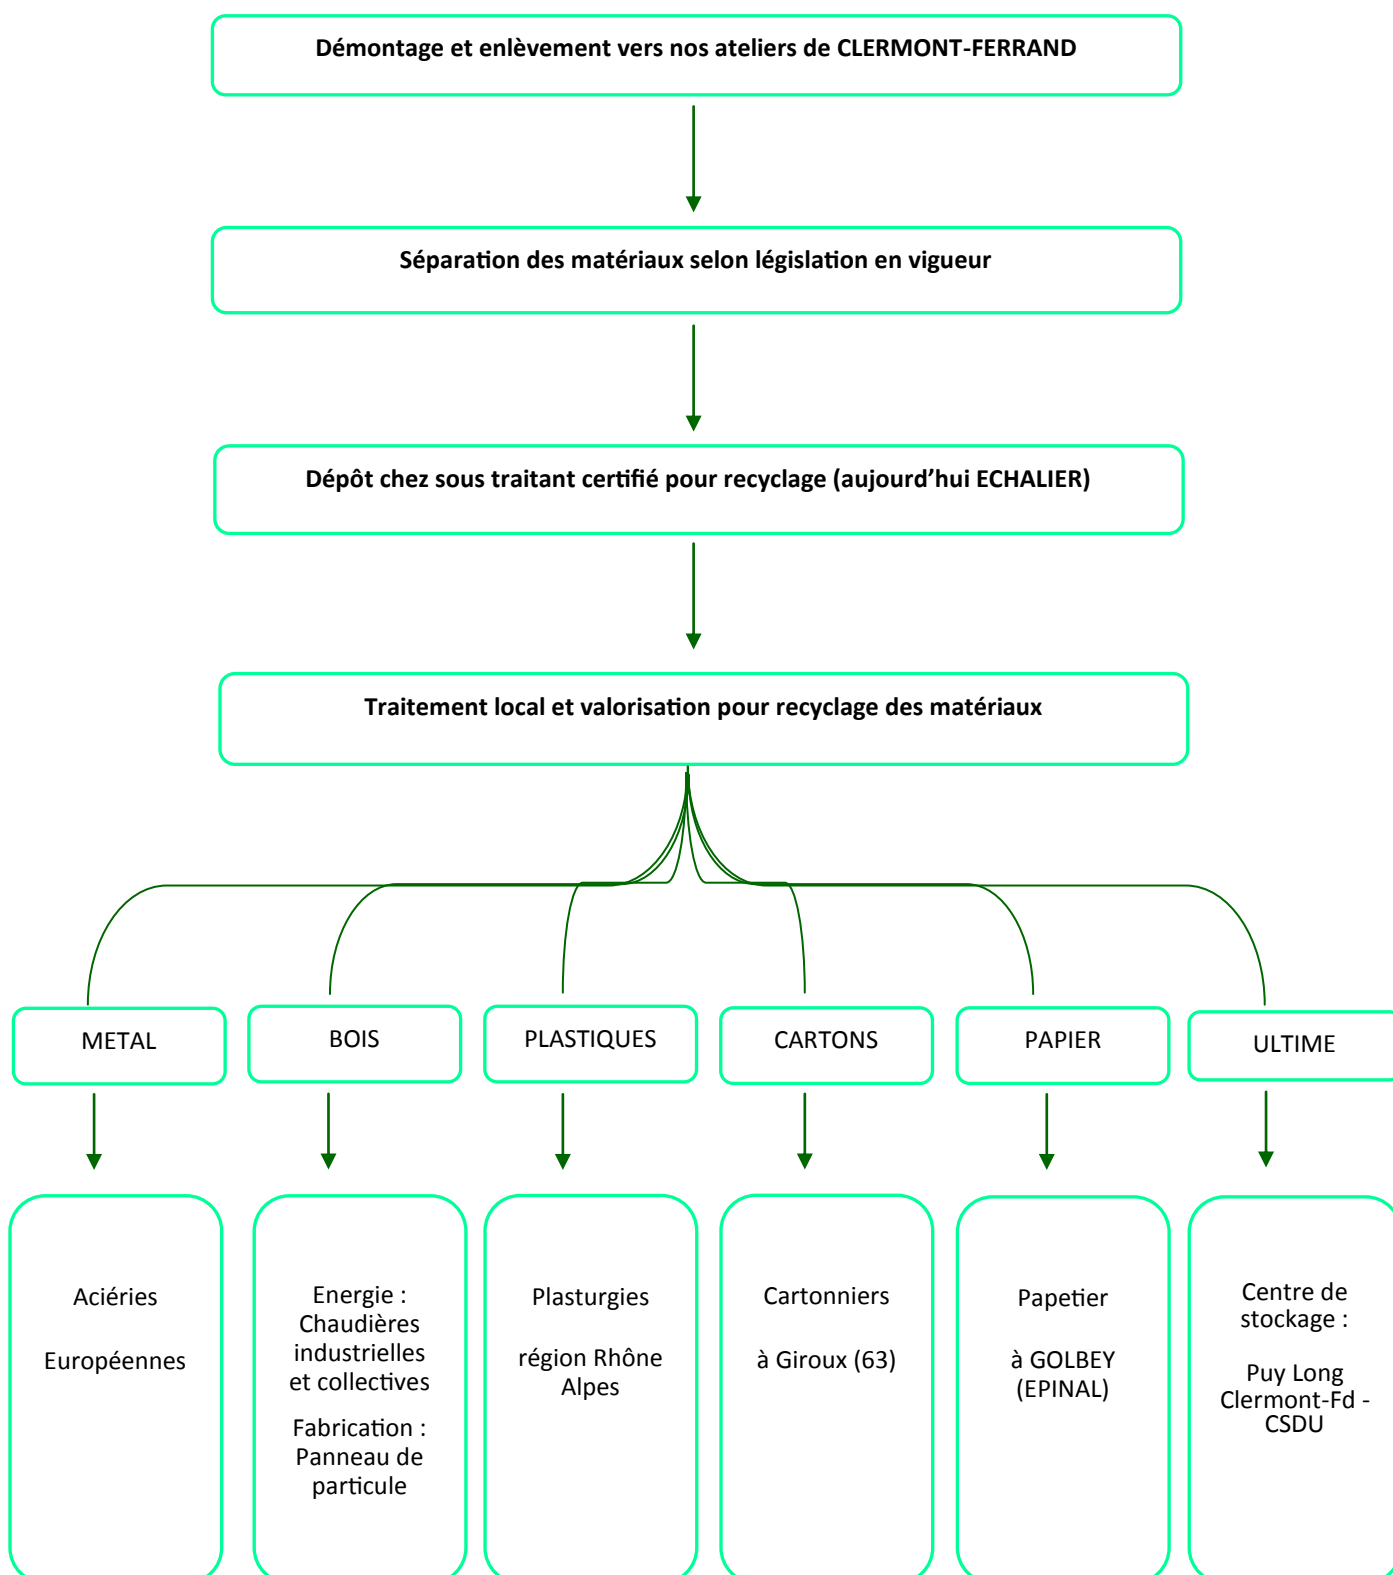 Démontage et enlèvement vers nos ateliers de CLERMONT-FERRAND
Séparation des matériaux selon législation en vigueur
Dépôt chez sous traitant certifié pour recyclage (aujourd’hui ECHALIER)
Traitement local et valorisation pour recyclage des matériaux
METAL
BOIS
PLASTIQUES
CARTONS
PAPIER
ULTIME
Aciéries
Européennes
Energie :
Chaudières
industrielles
et collectives
Fabrication :
Panneau de
particule
Plasturgies
région Rhône
Alpes
Cartonniers
à Giroux (63)
Papetier
à GOLBEY
(EPINAL)
Centre de
stockage :
Puy Long
Clermont-Fd -
CSDU